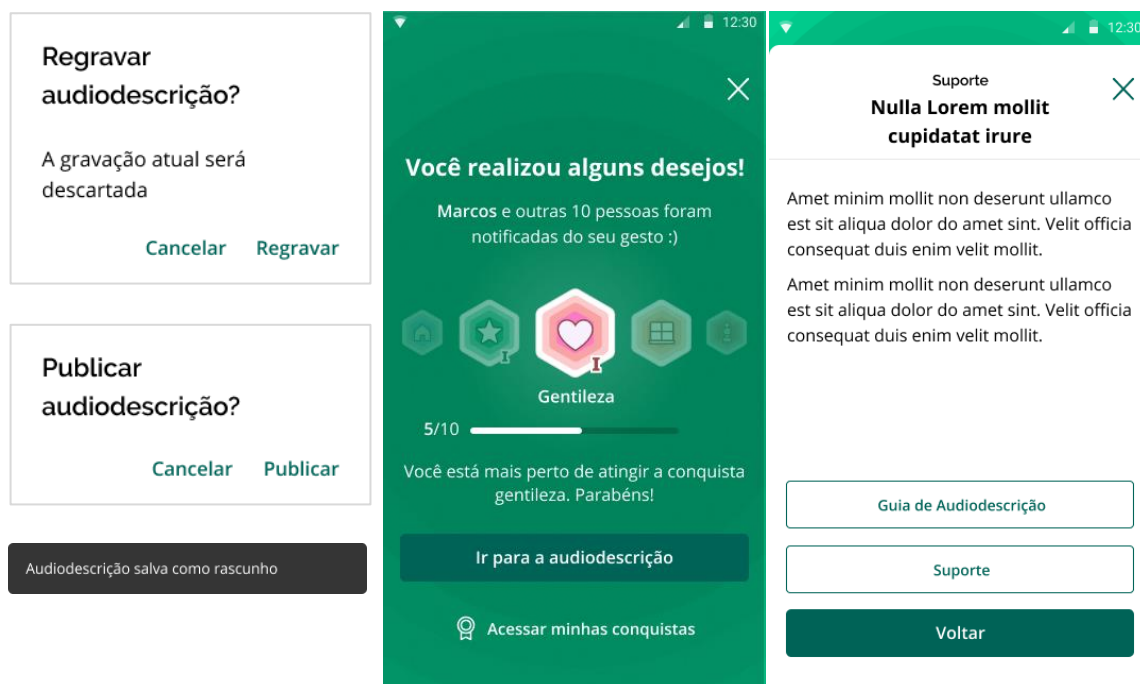 Regravar
audiodescrição?
A gravação atual será
descartada
Cancelar Regravar
Publicar
audiodescrição?
Cancelar Publicar
Audiodescrição salva como rascunho
12:30
Você realizou alguns desejos!
Marcos e outras 10 pessoas foram
notificadas do seu gesto :)
I
I
Gentileza
5/10
Você está mais perto de atingir a conquista
gentileza. Parabéns!
Ir para a audiodescrição
Acessar minhas conquistas
12:30
Suporte
Nulla Lorem mollit
cupidatat irure
Amet minim mollit non deserunt ullamco
est sit aliqua dolor do amet sint. Velit officia
consequat duis enim velit mollit.
Amet minim mollit non deserunt ullamco
est sit aliqua dolor do amet sint. Velit officia
consequat duis enim velit mollit.
Guia de Audiodescrição
Suporte
Voltar